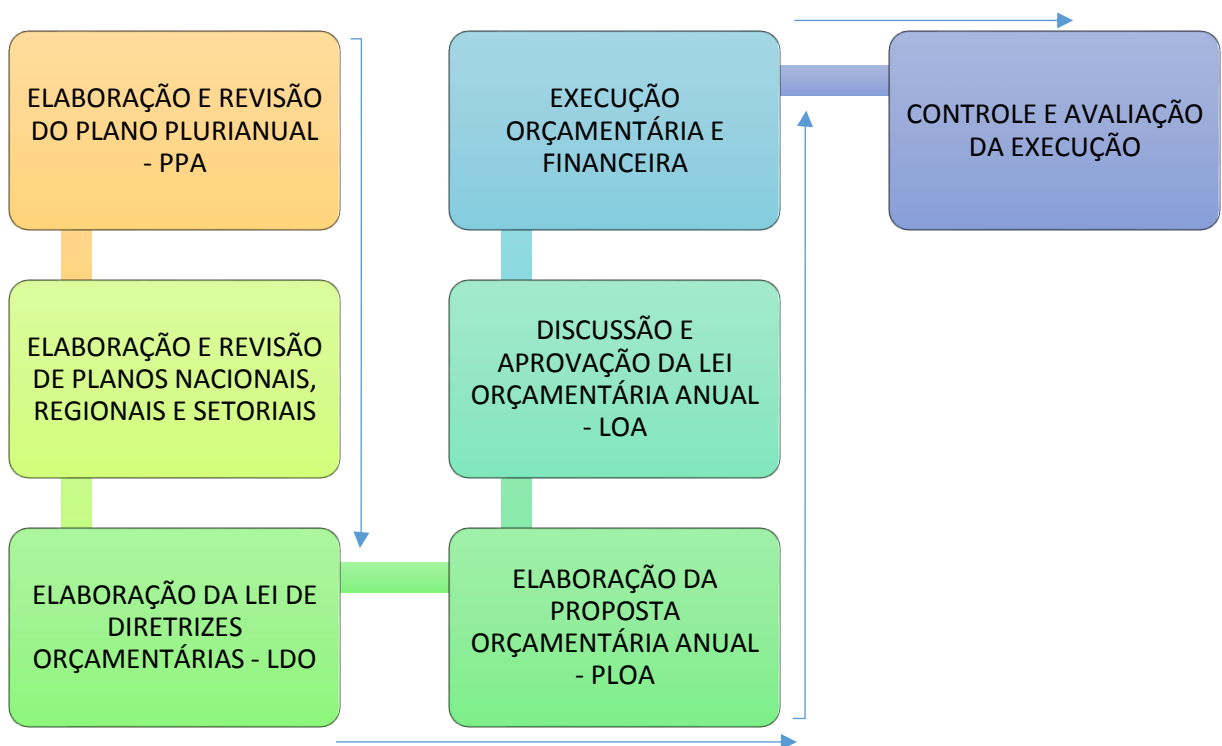 ELABORAÇÃO E REVISÃO
DO PLANO PLURIANUAL
- PPA
ELABORAÇÃO E REVISÃO
DE PLANOS NACIONAIS,
REGIONAIS E SETORIAIS
ELABORAÇÃO DA LEI DE
DIRETRIZES
ORÇAMENTÁRIAS - LDO
ELABORAÇÃO DA
PROPOSTA
ORÇAMENTÁRIA ANUAL
- PLOA
DISCUSSÃO E
APROVAÇÃO DA LEI
ORÇAMENTÁRIA ANUAL
- LOA
EXECUÇÃO
ORÇAMENTÁRIA E
FINANCEIRA
CONTROLE E AVALIAÇÃO
DA EXECUÇÃO